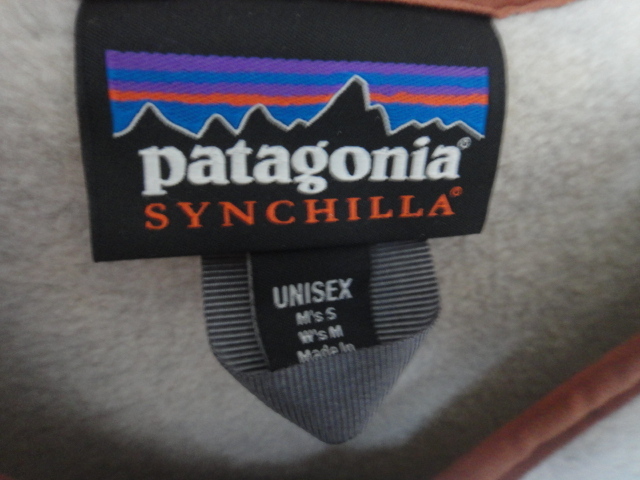 patagonia®
SYNCHILLA®
UNISEX
M's S
W's M
Made In